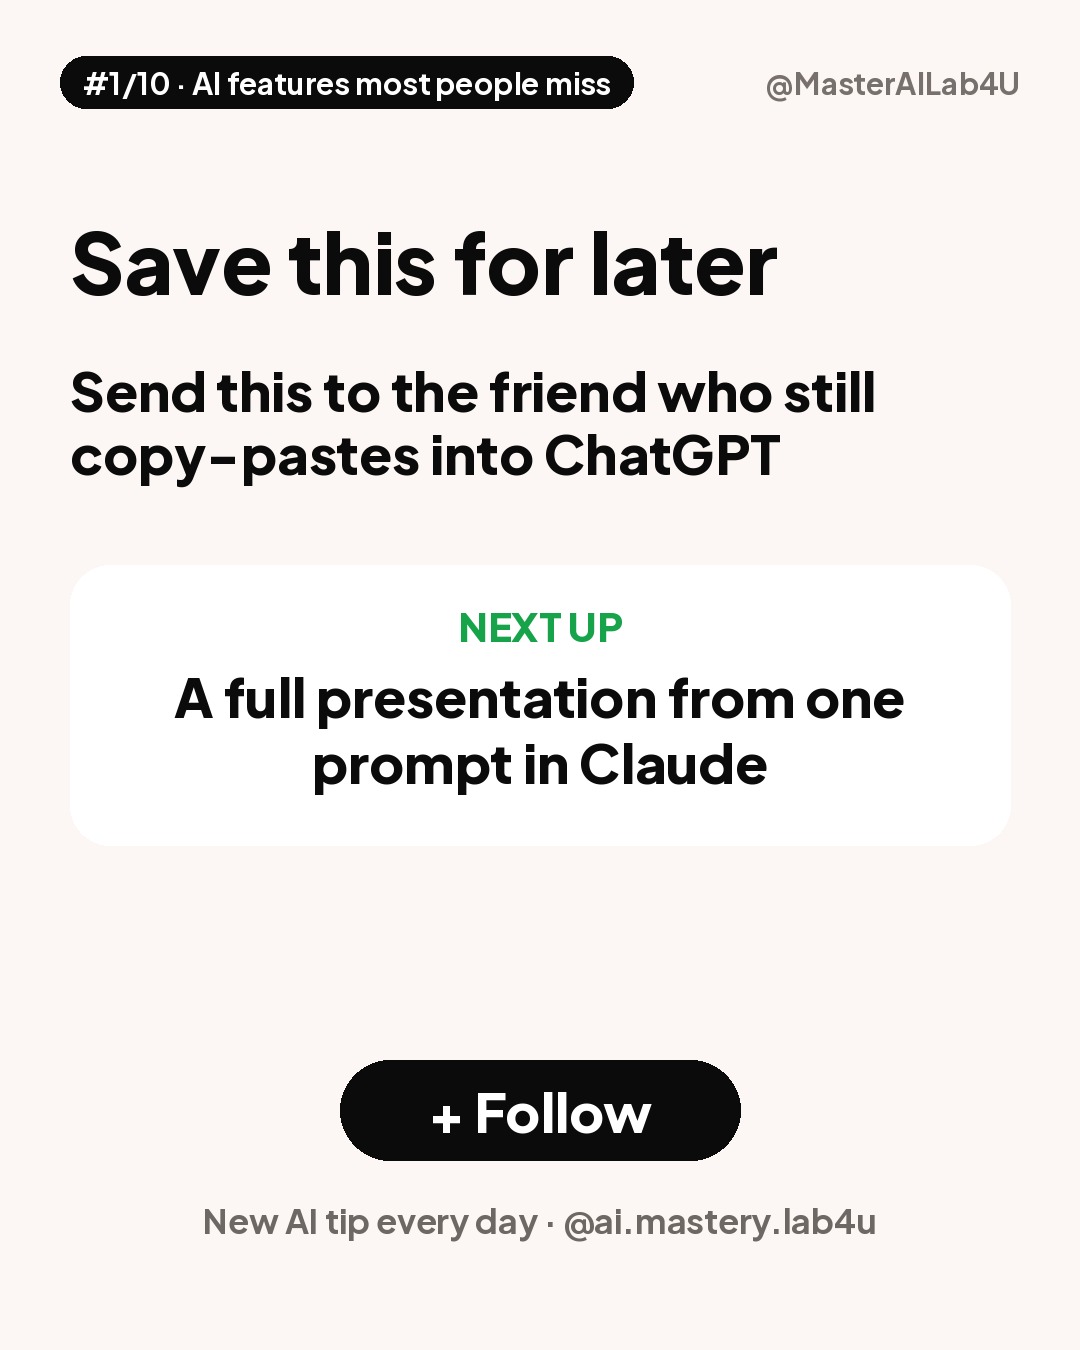 #1/10 · AI features most people miss
@MasterAILab4U
Save this for later
Send this to the friend who still
copy-pastes into ChatGPT
NEXT UP
A full presentation from one
prompt in Claude
+ Follow
New AI tip every day · @ai.mastery.lab4u